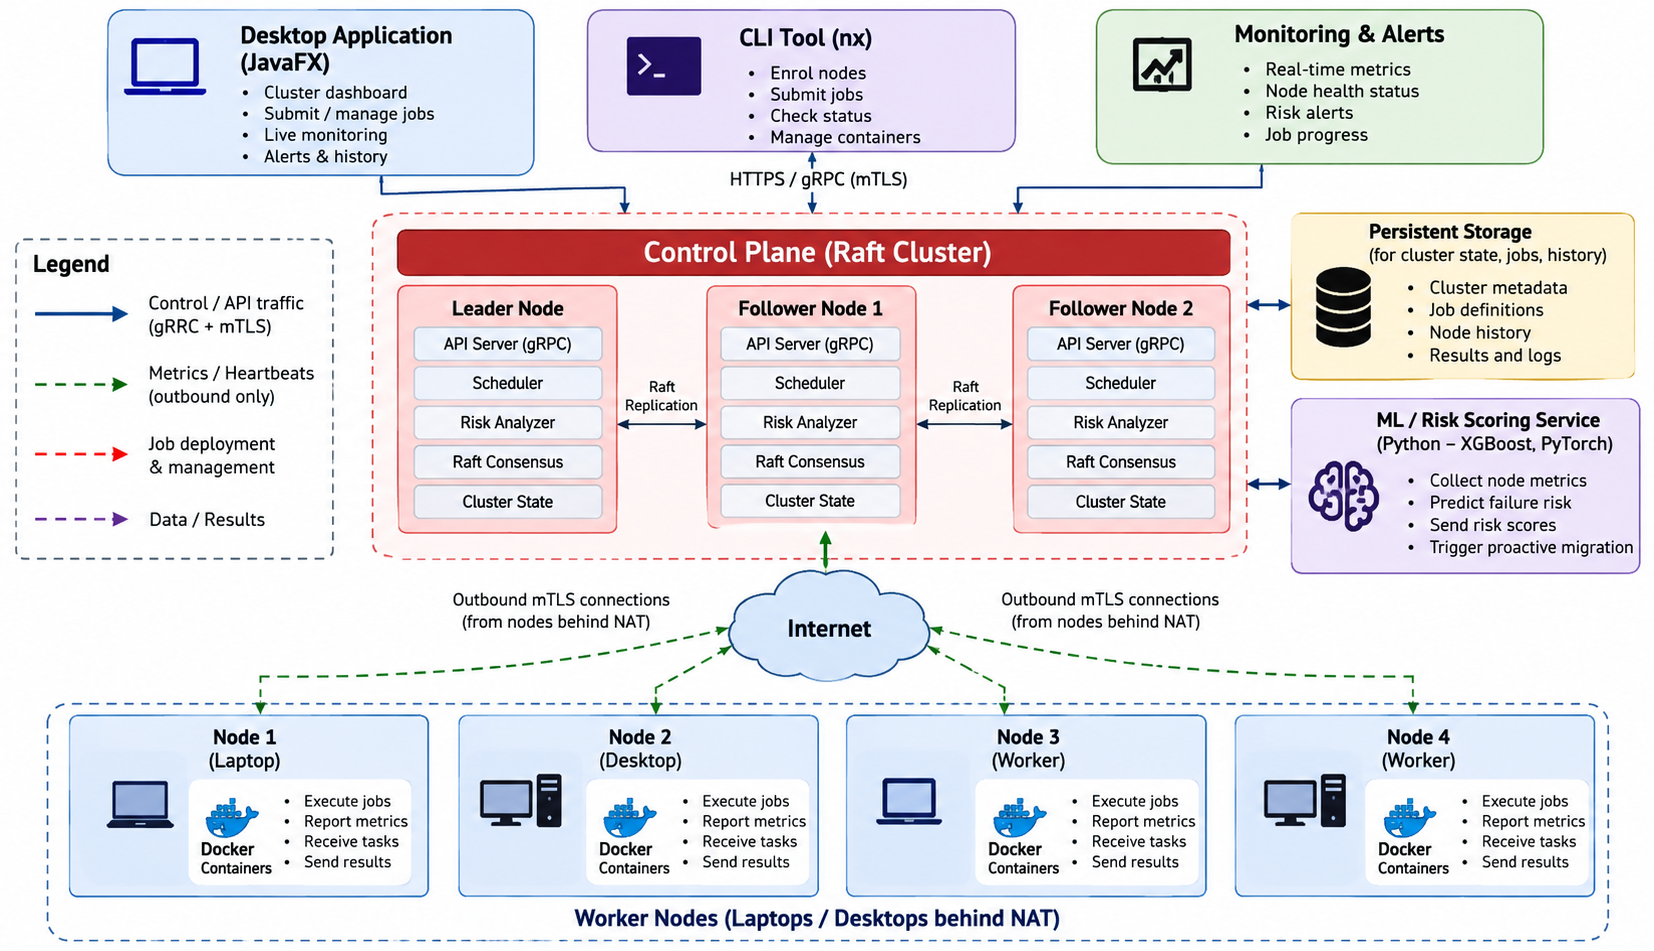 Desktop Application
(JavaFX)
• Cluster dashboard
• Submit / manage jobs
• Live monitoring
• Alerts & history
>_
CLI Tool (nx)
• Enrol nodes
• Submit jobs
• Check status
• Manage containers
Monitoring & Alerts
• Real-time metrics
• Node health status
• Risk alerts
• Job progress
HTTPS / gRPC (mTLS)
Legend
Control / API traffic
(gRRC + mTLS)
Metrics / Heartbeats
(outbound only)
Job deployment
& management
Data / Results
Control Plane (Raft Cluster)
Leader Node
API Server (gRPC)
Scheduler
Risk Analyzer
Raft Consensus
Cluster State
Raft
Replication
Follower Node 1
API Server (gRPC)
Scheduler
Risk Analyzer
Raft Consensus
Cluster State
Raft
Replication
Follower Node 2
API Server (gRPC)
Scheduler
Risk Analyzer
Raft Consensus
Cluster State
Persistent Storage
(for cluster state, jobs, history)
• Cluster metadata
• Job definitions
• Node history
• Results and logs
ML / Risk Scoring Service
(Python – XGBoost, PyTorch)
• Collect node metrics
• Predict failure risk
• Send risk scores
• Trigger proactive migration
Outbound mTLS connections
(from nodes behind NAT)
Internet
Outbound mTLS connections
(from nodes behind NAT)
Node 1
(Laptop)
Docker
Containers
• Execute jobs
• Report metrics
• Receive tasks
• Send results
Node 2
(Desktop)
Docker
Containers
• Execute jobs
• Report metrics
• Receive tasks
• Send results
Node 3
(Worker)
Docker
Containers
• Execute jobs
• Report metrics
• Receive tasks
• Send results
Node 4
(Worker)
Docker
Containers
• Execute jobs
• Report metrics
• Receive tasks
• Send results
Worker Nodes (Laptops / Desktops behind NAT)